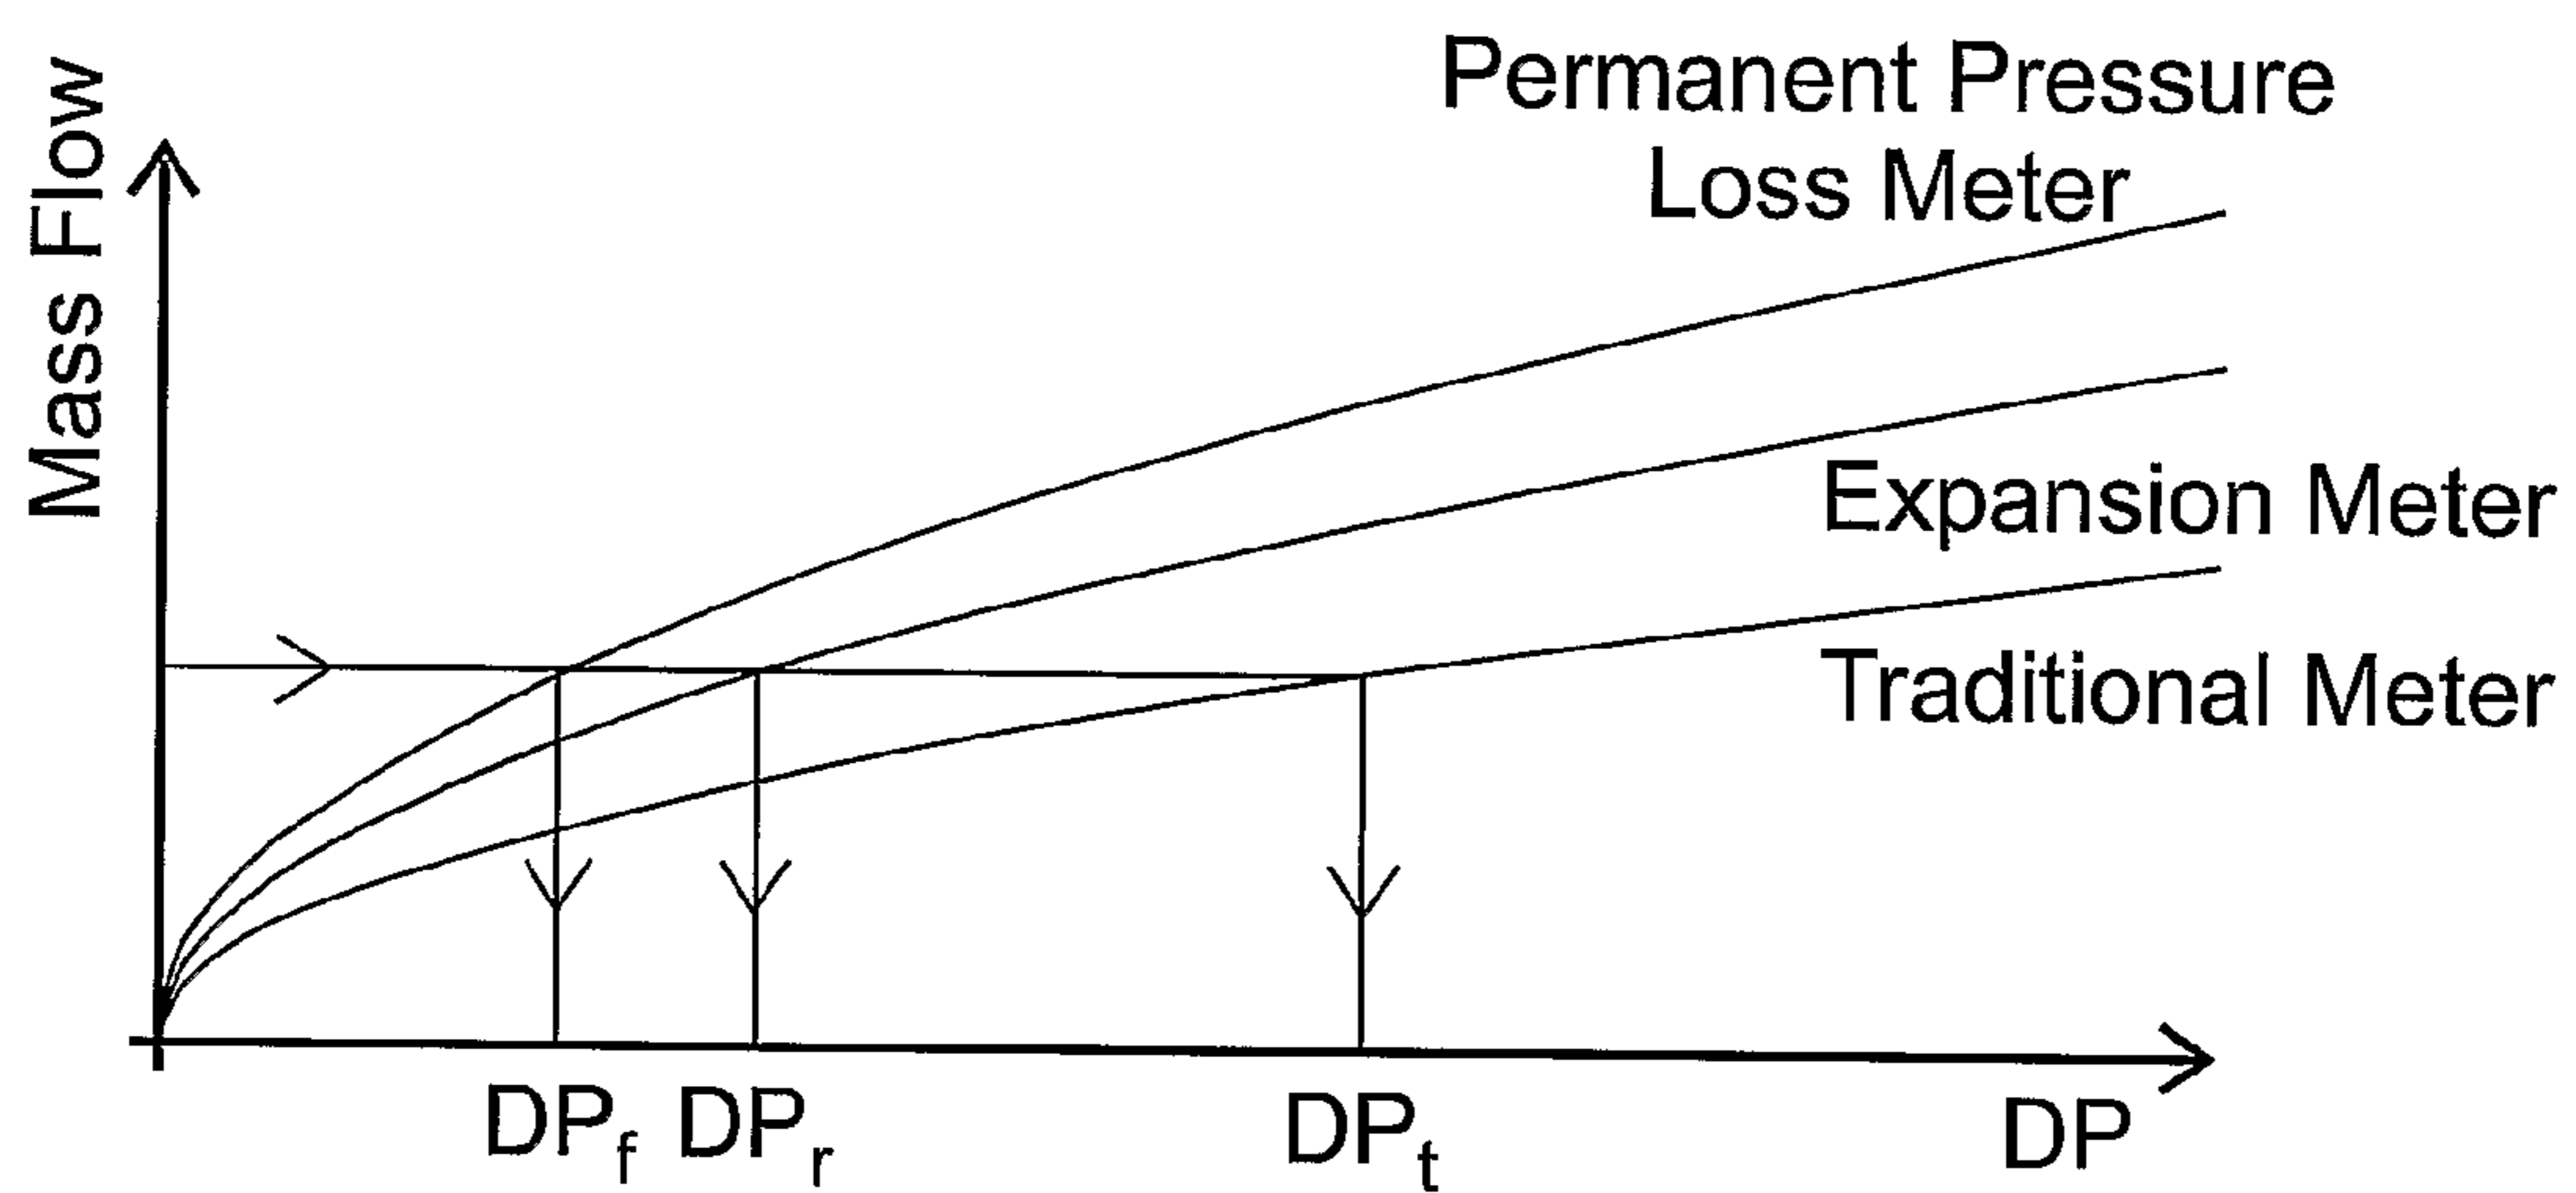 Permanent Pressure
Loss Meter
Mass Flow
Expansion Meter
Traditional Meter
DPf DPr DPt DP